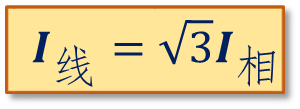 I线 = √3I相